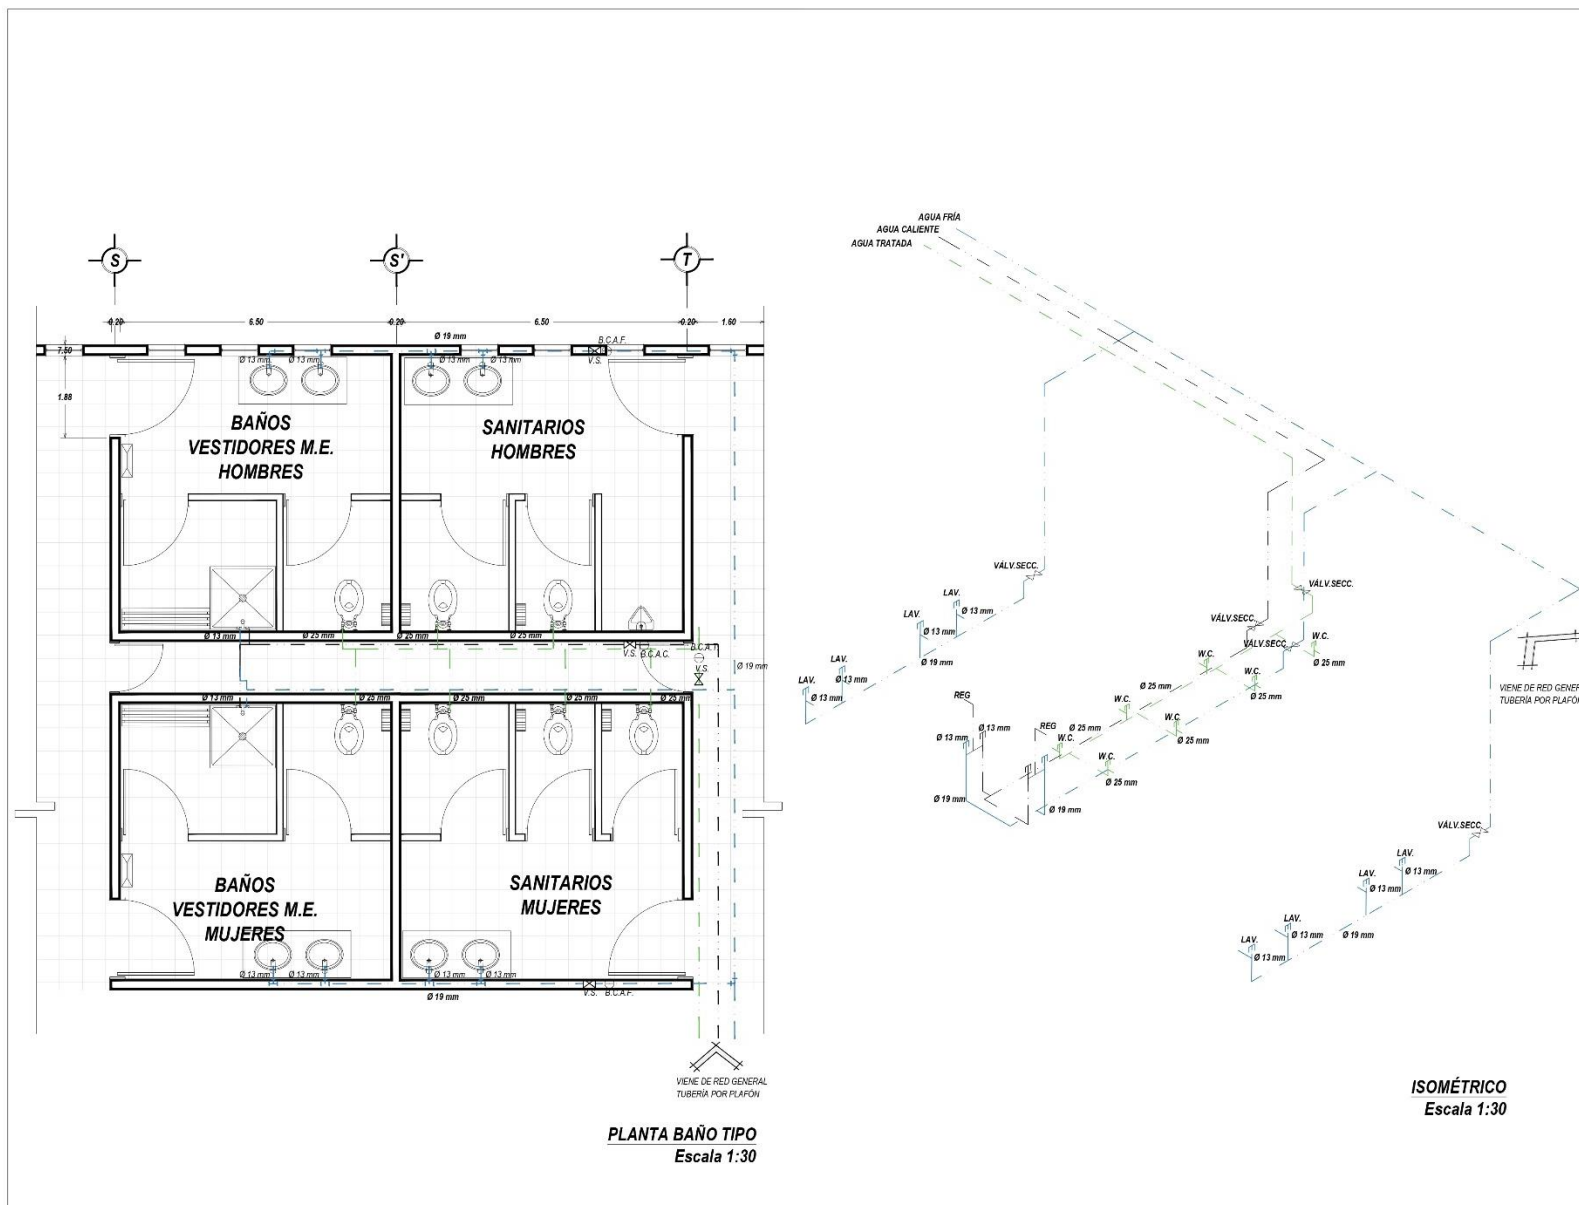 S
S'
T
0.20
6.50
0.20
6.50
0.20
1.60
Ø 19 mm
B.C.A.F.
7.50
Ø 13 mm
Ø 13 mm
Ø 13 mm
Ø 13 mm
V.S.
1.88
BAÑOS
VESTIDORES M.E.
HOMBRES
SANITARIOS
HOMBRES
Ø 13 mm
Ø 25 mm
Ø 25 mm
Ø 25 mm
V.S.
B.C.A.C.
B.C.A.T.
V.S.
Ø 19 mm
Ø 13 mm
Ø 25 mm
Ø 25 mm
Ø 25 mm
Ø 25 mm
BAÑOS
VESTIDORES M.E.
MUJERES
SANITARIOS
MUJERES
Ø 13 mm
Ø 13 mm
Ø 13 mm
Ø 13 mm
Ø 19 mm
V.S.
B.C.A.F.
VIENE DE RED GENERAL
TUBERÍA POR PLAFÓN
PLANTA BAÑO TIPO
Escala 1:30
AGUA FRÍA
AGUA CALIENTE
AGUA TRATADA
VÁLV.SECC.
LAV.
Ø 13 mm
LAV.
Ø 13 mm
Ø 19 mm
LAV.
Ø 13 mm
LAV.
Ø 13 mm
VÁLV.SECC.
VÁLV.SECC.
VÁLV.SECC.
W.C.
Ø 25 mm
W.C.
Ø 25 mm
W.C.
Ø 25 mm
W.C.
Ø 25 mm
W.C.
Ø 25 mm
W.C.
Ø 25 mm
W.C.
Ø 25 mm
REG
Ø 13 mm
Ø 13 mm
REG
Ø 19 mm
Ø 19 mm
VIENE DE RED GENER
TUBERÍA POR PLAFÓN
VÁLV.SECC.
LAV.
Ø 13 mm
LAV.
Ø 13 mm
LAV.
Ø 13 mm
Ø 19 mm
LAV.
Ø 13 mm
ISOMÉTRICO
Escala 1:30